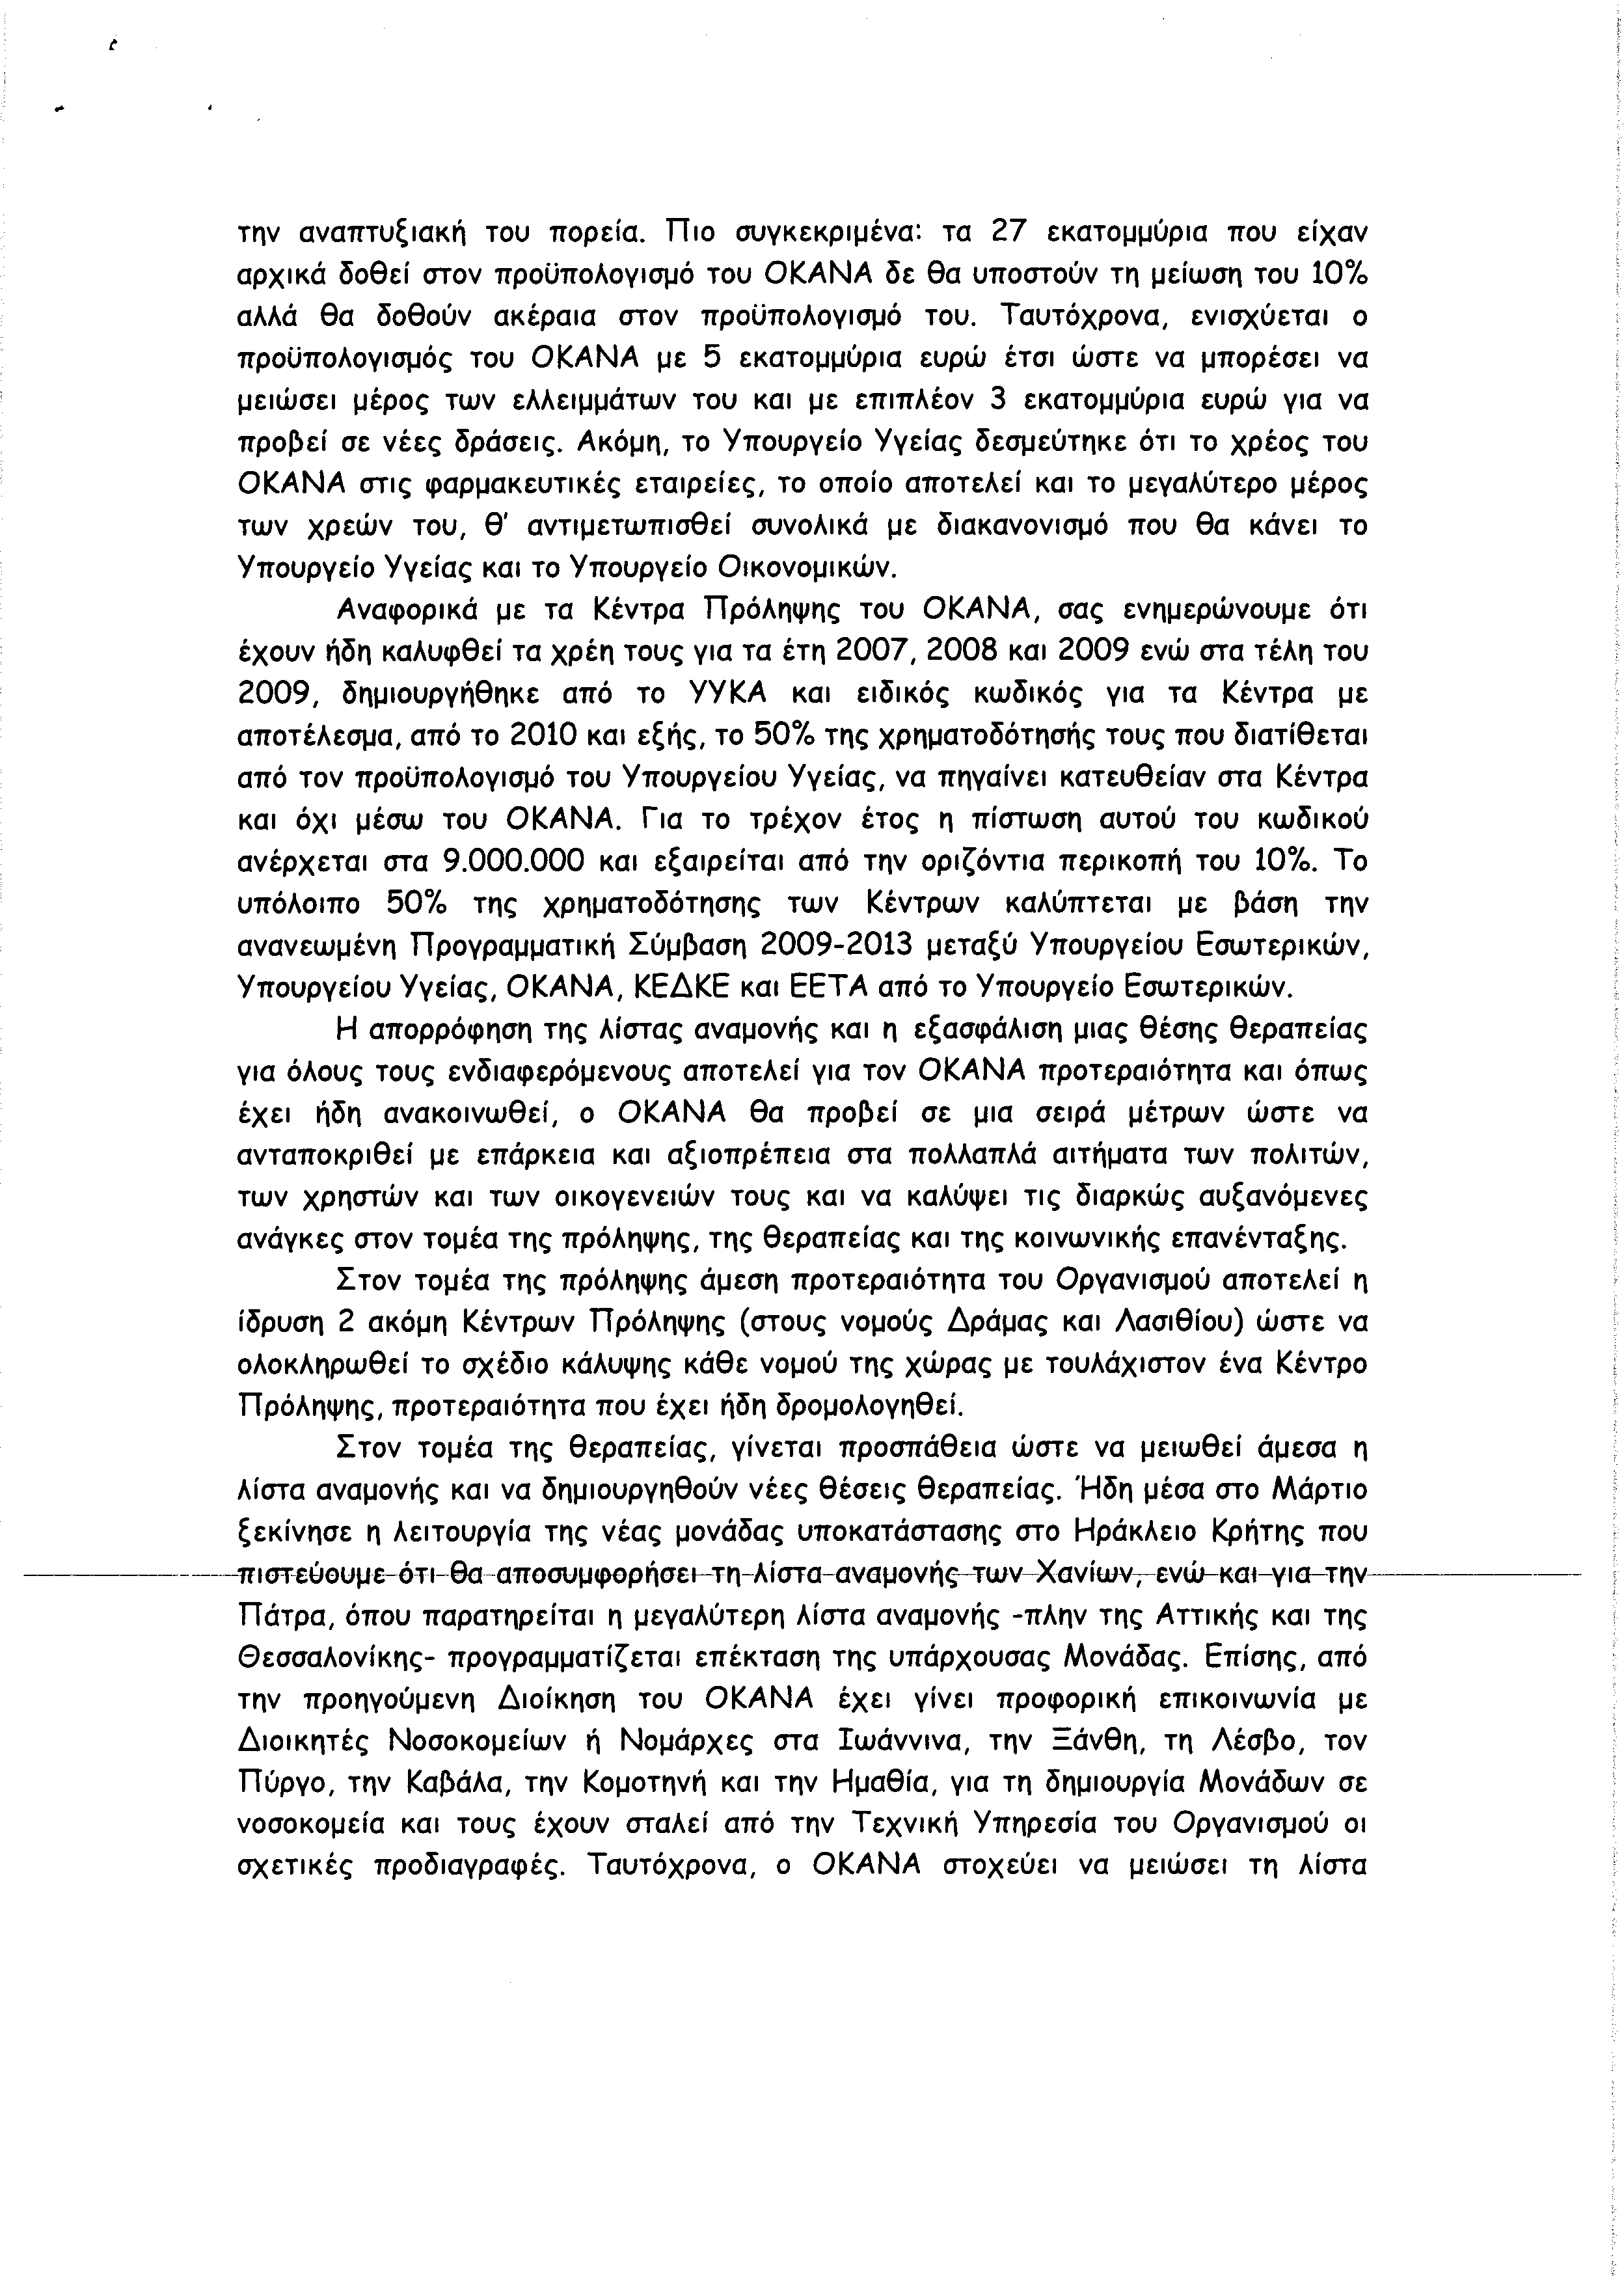 την αναπτυξιακή του πορεία. Πιο συγκεκριμένα: τα 27 εκατομμύρια που είχαν
αρχικά δοθεί στον προϋπολογισμό του ΟΚΑΝΑ δε θα υποστούν τη μείωση του 10%
αλλά θα δοθούν ακέραια στον προϋπολογισμό του. Ταυτόχρονα, ενισχύεται ο
προϋπολογισμός του ΟΚΑΝΑ με 5 εκατομμύρια ευρώ έτσι ώστε να μπορέσει να
μειώσει μέρος των ελλειμμάτων του και με επιπλέον 3 εκατομμύρια ευρώ για να
προβεί σε νέες δράσεις. Ακόμη, το Υπουργείο Υγείας δεσμεύτηκε ότι το χρέος του
ΟΚΑΝΑ στις φαρμακευτικές εταιρείες, το οποίο αποτελεί και το μεγαλύτερο μέρος
των χρεών του, θ' αντιμετωπισθεί συνολικά με διακανονισμό που θα κάνει το
Υπουργείο Υγείας και το Υπουργείο Οικονομικών.
Αναφορικά με τα Κέντρα Πρόληψης του ΟΚΑΝΑ, σας ενημερώνουμε ότι
έχουν ήδη καλυφθεί τα χρέη τους για τα έτη 2007, 2008 και 2009 ενώ στα τέλη του
2009, δημιουργήθηκε από το ΥΥΚΑ και ειδικός κωδικός για τα Κέντρα με
αποτέλεσμα, από το 2010 και εξής, το 50% της χρηματοδότησής τους που διατίθεται
από τον προϋπολογισμό του Υπουργείου Υγείας, να πηγαίνει κατευθείαν στα Κέντρα
και όχι μέσω του ΟΚΑΝΑ. Για το τρέχον έτος η πίστωση αυτού του κωδικού
ανέρχεται στα 9.000.000 και εξαιρείται από την οριζόντια περικοπή του 10%. Το
υπόλοιπο 50% της χρηματοδότησης των Κέντρων καλύπτεται με βάση την
ανανεωμένη Προγραμματική Σύμβαση 2009-2013 μεταξύ Υπουργείου Εσωτερικών,
Υπουργείου Υγείας, ΟΚΑΝΑ, ΚΕΔΚΕ και ΕΕΤΑ από το Υπουργείο Εσωτερικών.
Η απορρόφηση της λίστας αναμονής και η εξασφάλιση μιας θέσης θεραπείας
για όλους τους ενδιαφερόμενους αποτελεί για τον ΟΚΑΝΑ προτεραιότητα και όπως
έχει ήδη ανακοινωθεί, ο ΟΚΑΝΑ θα προβεί σε μια σειρά μέτρων ώστε να
ανταποκριθεί με επάρκεια και αξιοπρέπεια στα πολλαπλά αιτήματα των πολιτών,
των χρηστών και των οικογενειών τους και να καλύψει τις διαρκώς αυξανόμενες
ανάγκες στον τομέα της πρόληψης, της θεραπείας και της κοινωνικής επανένταξης.
Στον τομέα της πρόληψης άμεση προτεραιότητα του Οργανισμού αποτελεί η
ίδρυση 2 ακόμη Κέντρων Πρόληψης (στους νομούς Δράμας και Λασιθίου) ώστε να
ολοκληρωθεί το σχέδιο κάλυψης κάθε νομού της χώρας με τουλάχιστον ένα Κέντρο
Πρόληψης, προτεραιότητα που έχει ήδη δρομολογηθεί.
Στον τομέα της θεραπείας, γίνεται προσπάθεια ώστε να μειωθεί άμεσα η
λίστα αναμονής και να δημιουργηθούν νέες θέσεις θεραπείας. Ήδη μέσα στο Μάρτιο
ξεκίνησε η λειτουργία της νέας μονάδας υποκατάστασης στο Ηράκλειο Κρήτης που
πιστεύουμε ότι θα αποσυμφορήσει τη λίστα αναμονής των Χανίων, ενώ και για την
Πάτρα, όπου παρατηρείται η μεγαλύτερη λίστα αναμονής -πλην της Αττικής και της
Θεσσαλονίκης- προγραμματίζεται επέκταση της υπάρχουσας Μονάδας. Επίσης, από
την προηγούμενη Διοίκηση του ΟΚΑΝΑ έχει γίνει προφορική επικοινωνία με
Διοικητές Νοσοκομείων ή Νομάρχες στα Ιωάννινα, την Ξάνθη, τη Λέσβο, τον
Πύργο, την Καβάλα, την Κομοτηνή και την Ημαθία, για τη δημιουργία Μονάδων σε
νοσοκομεία και τους έχουν σταλεί από την Τεχνική Υπηρεσία του Οργανισμού οι
σχετικές προδιαγραφές. Ταυτόχρονα, ο ΟΚΑΝΑ στοχεύει να μειώσει τη λίστα